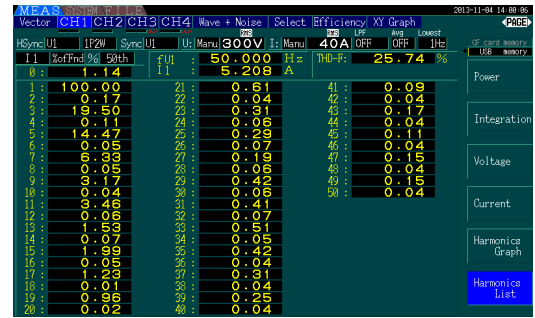 MEAS SYSTEM FILE 2013-11-04 14:00:06
Vector CH1 CH2 CH3 CH4 Wave + Noise Select Efficiency XY Graph PAGE
RMS RMS LPF Avg Lowest
HSync U1 1P2W Sync U1 U: Manu 300V I: Manu 40A OFF OFF 1Hz CF card memory
USB memory
I1 %ofFnd % 50th fU1 : 50.000 Hz THD-F: 25.74 %
0 : 1.14 I1 : 5.208 A
Power
1 : 100.00 21 : 0.61 41 : 0.09
2 : 0.17 22 : 0.04 42 : 0.04
3 : 19.50 23 : 0.31 43 : 0.17
4 : 0.11 24 : 0.06 44 : 0.04
Integration
5 : 14.47 25 : 0.29 45 : 0.11
6 : 0.05 26 : 0.07 46 : 0.04
7 : 6.33 27 : 0.19 47 : 0.15
Voltage
8 : 0.05 28 : 0.06 48 : 0.04
9 : 3.17 29 : 0.42 49 : 0.15
10 : 0.04 30 : 0.06 50 : 0.04
11 : 3.46 31 : 0.41
Current
12 : 0.06 32 : 0.07
13 : 1.53 33 : 0.51
14 : 0.07 34 : 0.05
Harmonics
15 : 1.99 35 : 0.42
Graph
16 : 0.05 36 : 0.04
17 : 1.23 37 : 0.31
Harmonics
18 : 0.01 38 : 0.04
List
19 : 0.96 39 : 0.25
20 : 0.02 40 : 0.04